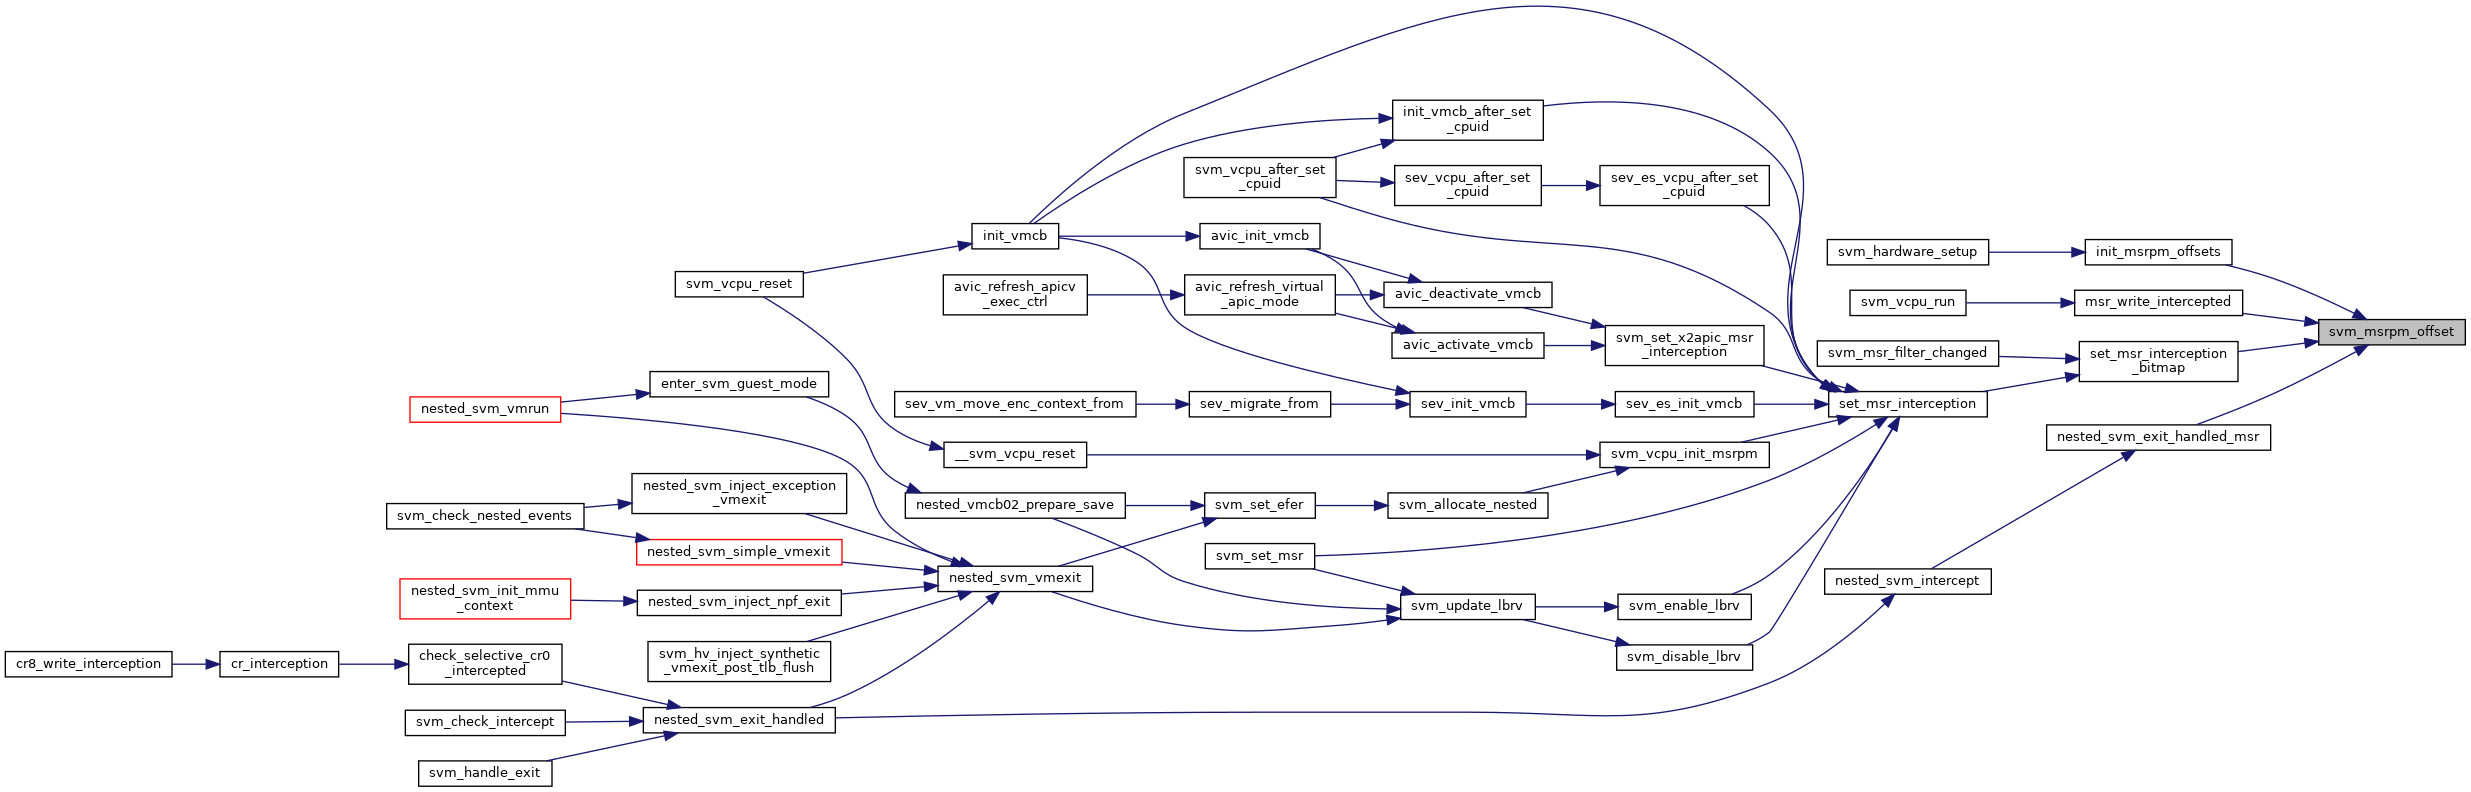 init_vmcb_after_set
_cpuid
svm_vcpu_after_set
_cpuid
sev_vcpu_after_set
_cpuid
sev_es_vcpu_after_set
_cpuid
init_vmcb
avic_init_vmcb
svm_hardware_setup
init_msrpm_offsets
svm_vcpu_reset
avic_refresh_apicv
_exec_ctrl
avic_refresh_virtual
_apic_mode
avic_deactivate_vmcb
svm_vcpu_run
msr_write_intercepted
svm_msrpm_offset
avic_activate_vmcb
svm_set_x2apic_msr
_interception
svm_msr_filter_changed
set_msr_interception
_bitmap
enter_svm_guest_mode
nested_svm_vmrun
sev_vm_move_enc_context_from
sev_migrate_from
sev_init_vmcb
sev_es_init_vmcb
set_msr_interception
nested_svm_exit_handled_msr
__svm_vcpu_reset
svm_vcpu_init_msrpm
nested_svm_inject_exception
_vmexit
svm_check_nested_events
nested_vmcb02_prepare_save
svm_set_efer
svm_allocate_nested
nested_svm_simple_vmexit
svm_set_msr
nested_svm_vmexit
nested_svm_intercept
nested_svm_init_mmu
_context
nested_svm_inject_npf_exit
svm_update_lbrv
svm_enable_lbrv
svm_hv_inject_synthetic
_vmexit_post_tlb_flush
svm_disable_lbrv
cr8_write_interception
cr_interception
check_selective_cr0
_intercepted
svm_check_intercept
nested_svm_exit_handled
svm_handle_exit